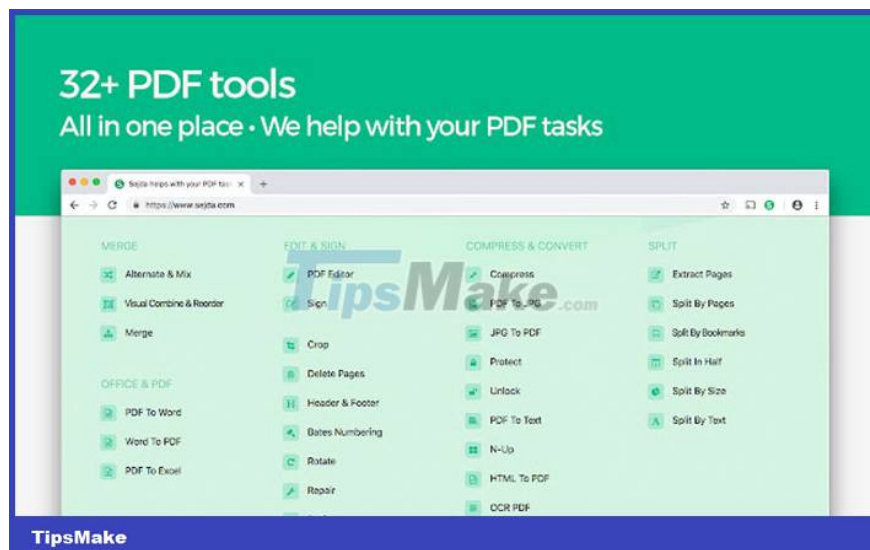 32+ PDF tools
All in one place • We help with your PDF tasks
Sejda helps with your PDF tas
https://www.sejda.com
MERGE
Alternate & Mix
Visual Combine & Reorder
Merge
OFFICE & PDF
PDF To Word
Word To PDF
PDF To Excel
EDIT & SIGN
PDF Editor
Sign
Crop
Delete Pages
Header & Footer
Bates Numbering
Rotate
Repair
COMPRESS & CONVERT
Compress
PDF To JPG
JPG To PDF
Protect
Unlock
PDF To Text
N-Up
HTML To PDF
OCR PDF
SPLIT
Extract Pages
Split By Pages
Split By Bookmarks
Split In Half
Split By Size
Split By Text
TipsMake.com
TipsMake